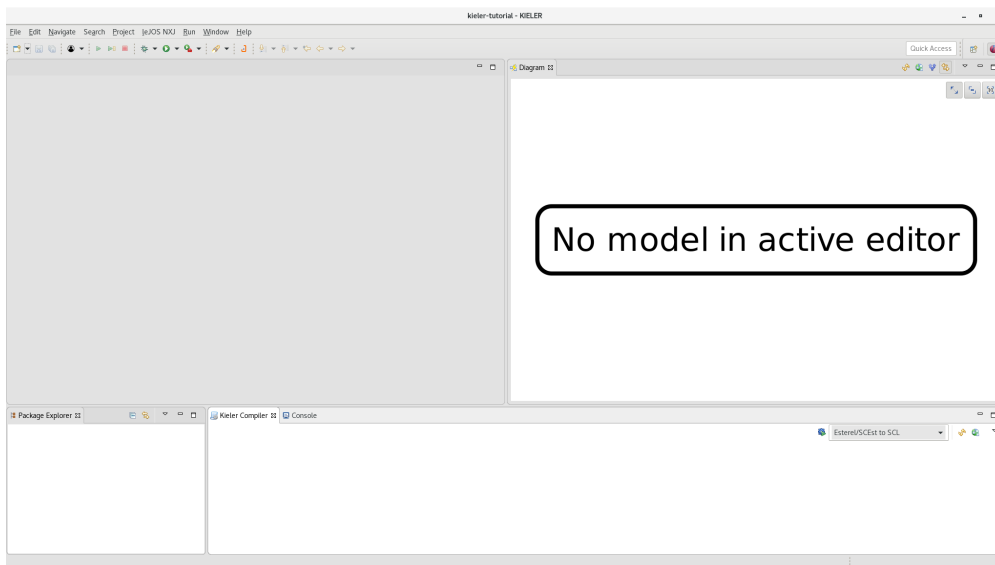 kieler-tutorial - KIELER
File Edit Navigate Search Project leJOS NXJ Run Window Help
Quick Access
Diagram
No model in active editor
Package Explorer
Kieler Compiler Console
Esterel/SCEst to SCL